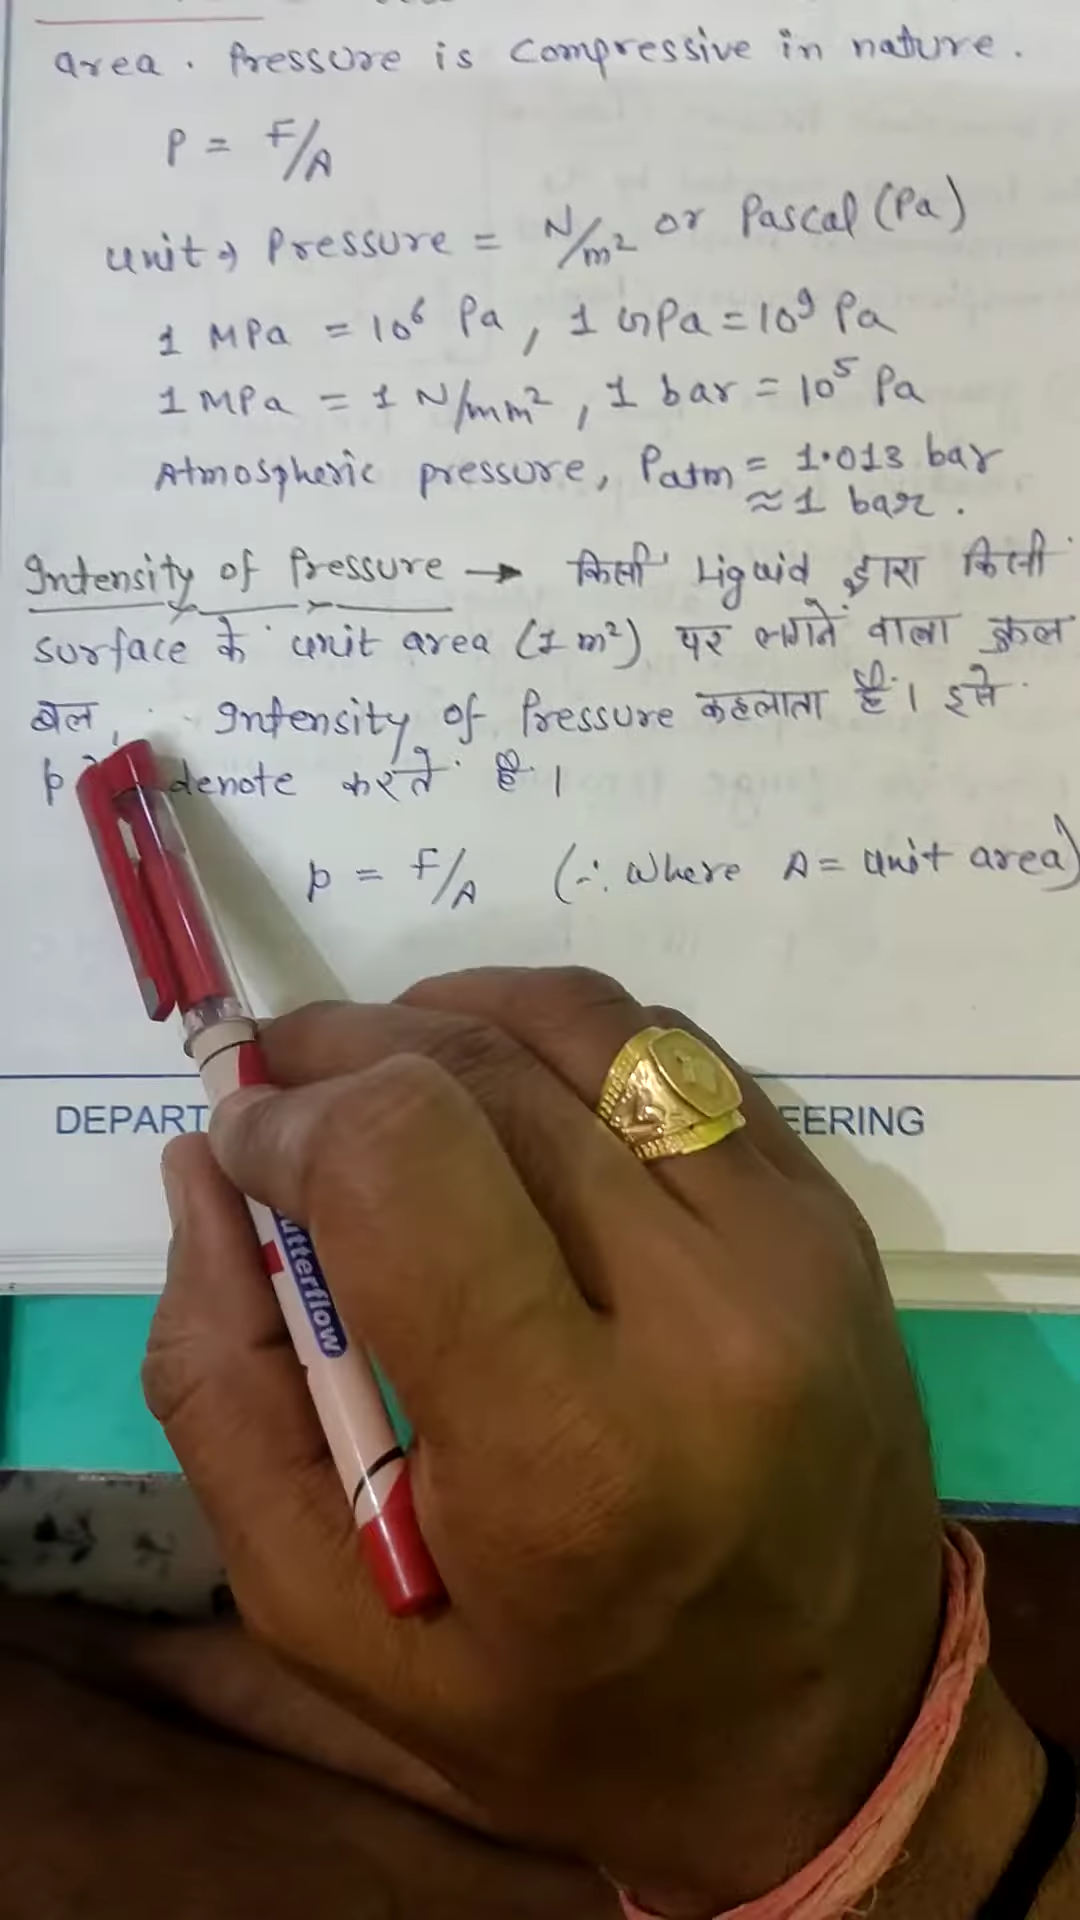 area. Pressure is compressive in nature.
P = F/A
unit → Pressure = N/m² or Pascal (Pa)
1 MPa = 10⁶ Pa, 1 GPa = 10⁹ Pa
1 MPa = 1 N/mm², 1 bar = 10⁵ Pa
Atmospheric pressure, Patm = 1.013 bar
≈ 1 bar.
Intensity of Pressure → किसी Liquid द्वारा किसी
surface के unit area (1 m²) पर लगने वाला कुल
बल, Intensity of Pressure कहलाता है। इसे
p denote करते है।
p = F/A (∵ where A = unit area)
DEPART EERING
utterflow